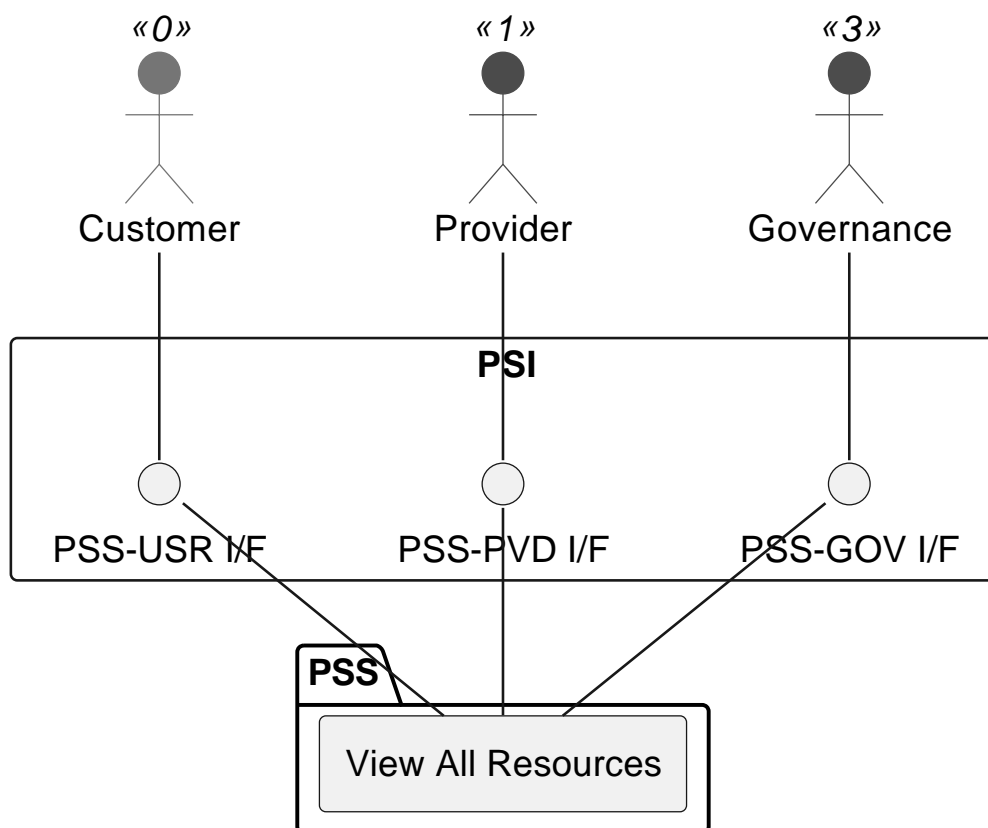 «0»
«1»
«3»
Customer
Provider
Governance
PSI
PSS-USR I/F
PSS-PVD I/F
PSS-GOV I/F
PSS
View All Resources